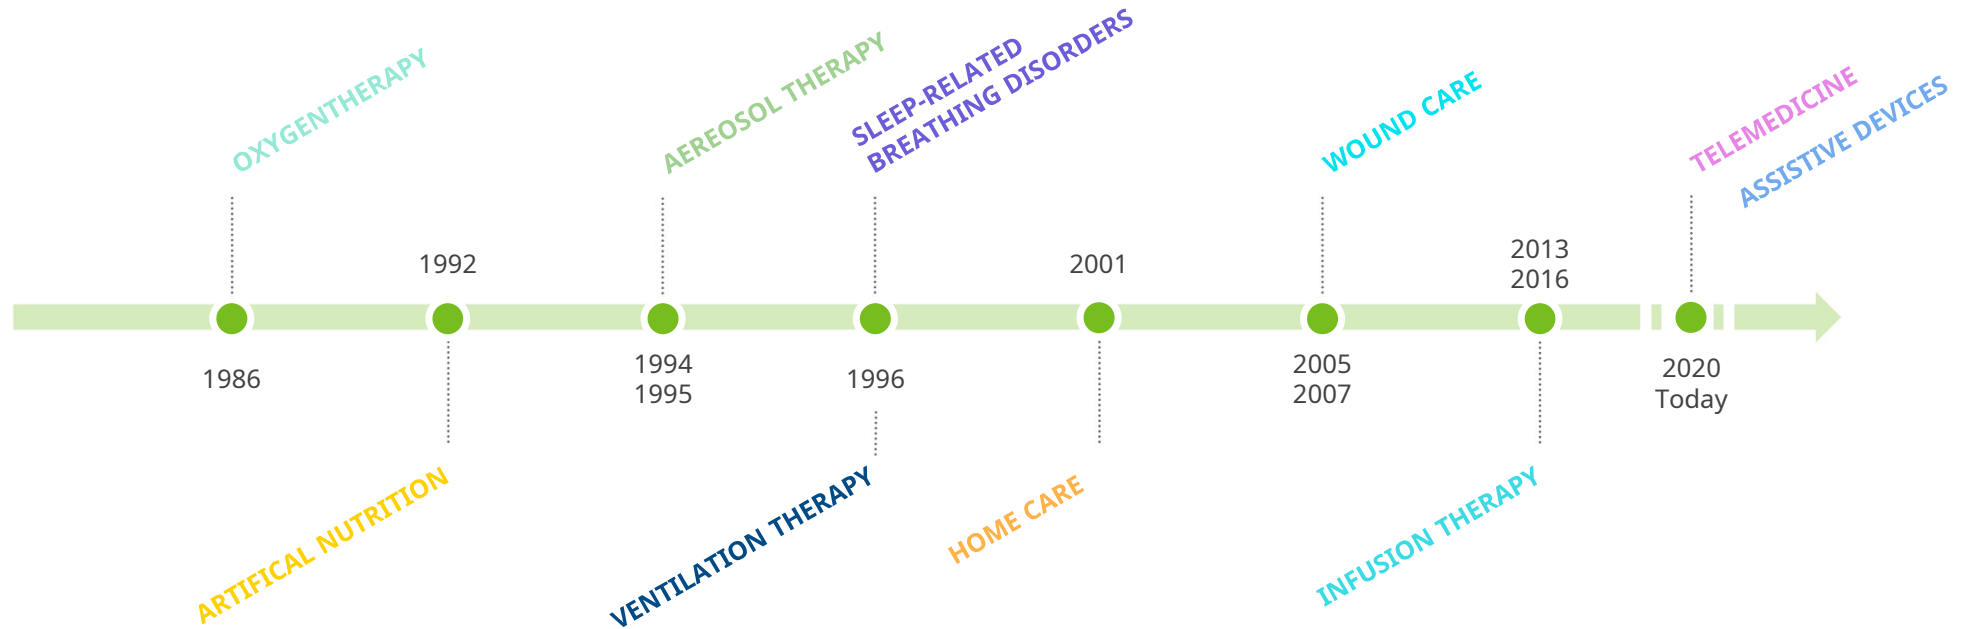 OXYGENTHERAPY
AEREOSOL THERAPY
SLEEP-RELATED
BREATHING DISORDERS
WOUND CARE
TELEMEDICINE
ASSISTIVE DEVICES
1992
2001
2013
2016
1986
1994
1995
1996
2005
2007
2020
Today
ARTIFICAL NUTRITION
VENTILATION THERAPY
HOME CARE
INFUSION THERAPY